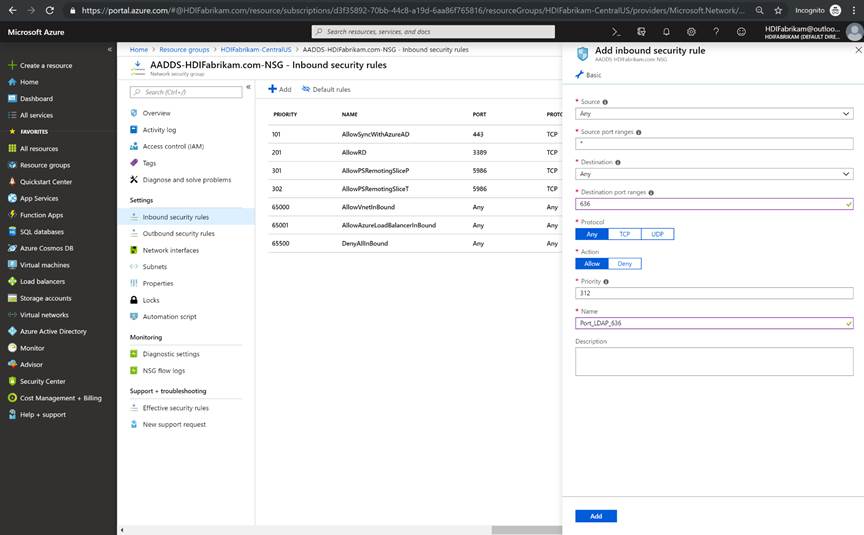 https://portal.azure.com/#@HDIFabrikam.com/resource/subscriptions/d3f35892-70bb-44c8-a19d-6aa86f765816/resourceGroups/HDIFabrikam-CentralUS/providers/Microsoft.Network/...
Incognito
Microsoft Azure
Search resources, services, and docs
HDIFabrikam@outloo...
HDIFABRIKAM (DEFAULT DIRE...
Create a resource
Home
Dashboard
All services
FAVORITES
All resources
Resource groups
Quickstart Center
App Services
Function Apps
SQL databases
Azure Cosmos DB
Virtual machines
Load balancers
Storage accounts
Virtual networks
Azure Active Directory
Monitor
Advisor
Security Center
Cost Management + Billing
Help + support
Home > Resource groups > HDIFabrikam-CentralUS > AADDS-HDIFabrikam.com-NSG - Inbound security rules
AADDS-HDIFabrikam.com-NSG - Inbound security rules
Network security group
Search (Ctrl+/)
Overview
Activity log
Access control (IAM)
Tags
Diagnose and solve problems
Settings
Inbound security rules
Outbound security rules
Network interfaces
Subnets
Properties
Locks
Automation script
Monitoring
Diagnostic settings
NSG flow logs
Support + troubleshooting
Effective security rules
New support request
Add Default rules
PRIORITY NAME PORT PROTO
101 AllowSyncWithAzureAD 443 TCP
201 AllowRD 3389 TCP
301 AllowPSRemotingSliceP 5986 TCP
302 AllowPSRemotingSliceT 5986 TCP
65000 AllowVnetInBound Any Any
65001 AllowAzureLoadBalancerInBound Any Any
65500 DenyAllInBound Any Any
Add inbound security rule
AADDS-HDIFabrikam.com-NSG
Basic
* Source
Any
* Source port ranges
*
* Destination
Any
* Destination port ranges
636
* Protocol
Any TCP UDP
* Action
Allow Deny
* Priority
312
* Name
Port_LDAP_636
Description
Add